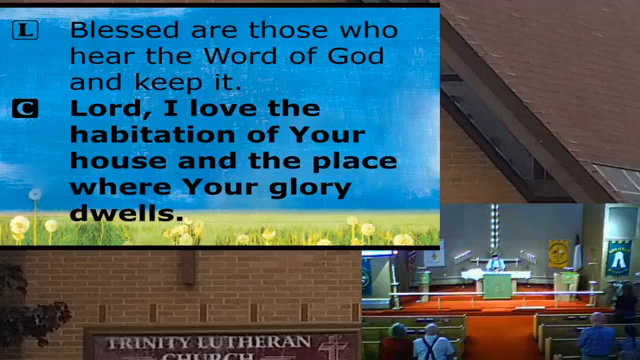 L Blessed are those who
hear the Word of God
and keep it.
C Lord, I love the
habitation of Your
house and the place
where Your glory
dwells.
TRINITY LUTHERAN
CHURCH